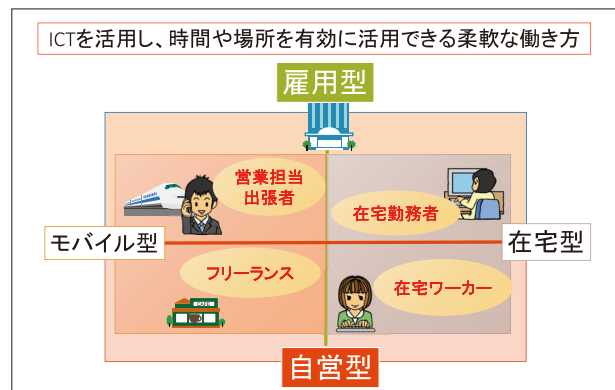 ICTを活用し、時間や場所を有効に活用できる柔軟な働き方
雇用型
営業担当
出張者
在宅勤務者
モバイル型
在宅型
フリーランス
在宅ワーカー
CAFE
自営型